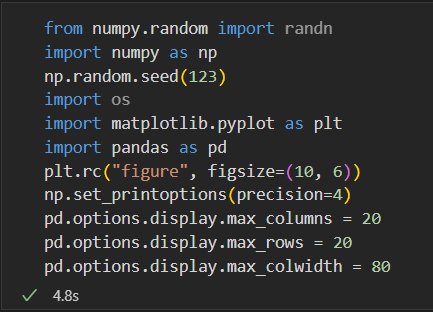 from numpy.random import randn
import numpy as np
np.random.seed(123)
import os
import matplotlib.pyplot as plt
import pandas as pd
plt.rc("figure", figsize=(10, 6))
np.set_printoptions(precision=4)
pd.options.display.max_columns = 20
pd.options.display.max_rows = 20
pd.options.display.max_colwidth = 80
4.8s